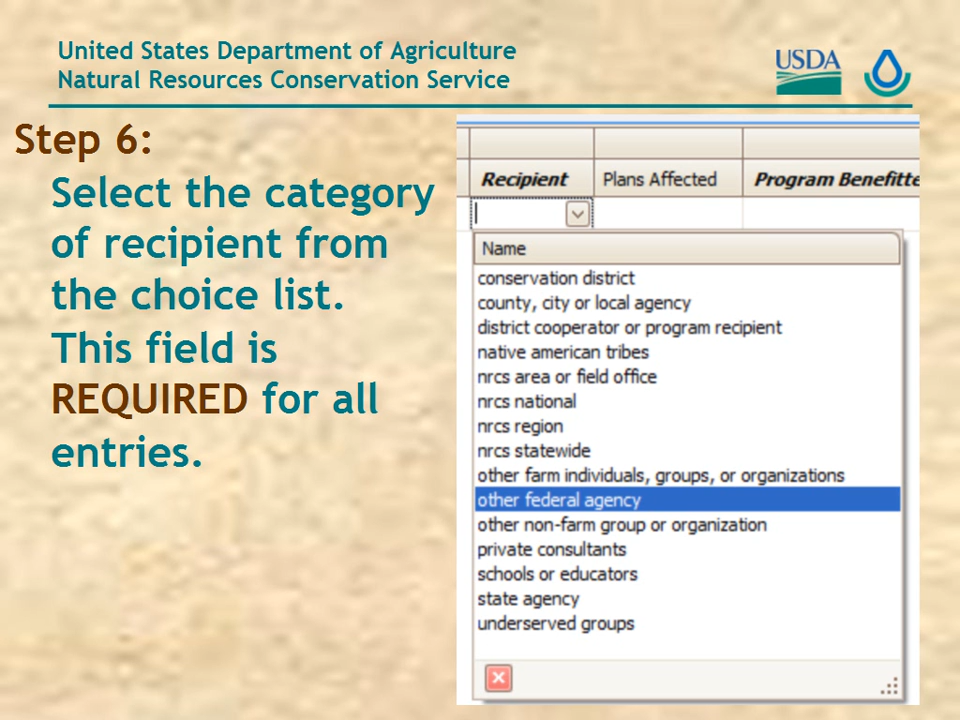 United States Department of Agriculture
Natural Resources Conservation Service
USDA
Step 6:
Select the category
of recipient from
the choice list.
This field is
REQUIRED for all
entries.
Recipient Plans Affected Program Benefitte
Name
conservation district
county, city or local agency
district cooperator or program recipient
native american tribes
nrcs area or field office
nrcs national
nrcs region
nrcs statewide
other farm individuals, groups, or organizations
other federal agency
other non-farm group or organization
private consultants
schools or educators
state agency
underserved groups